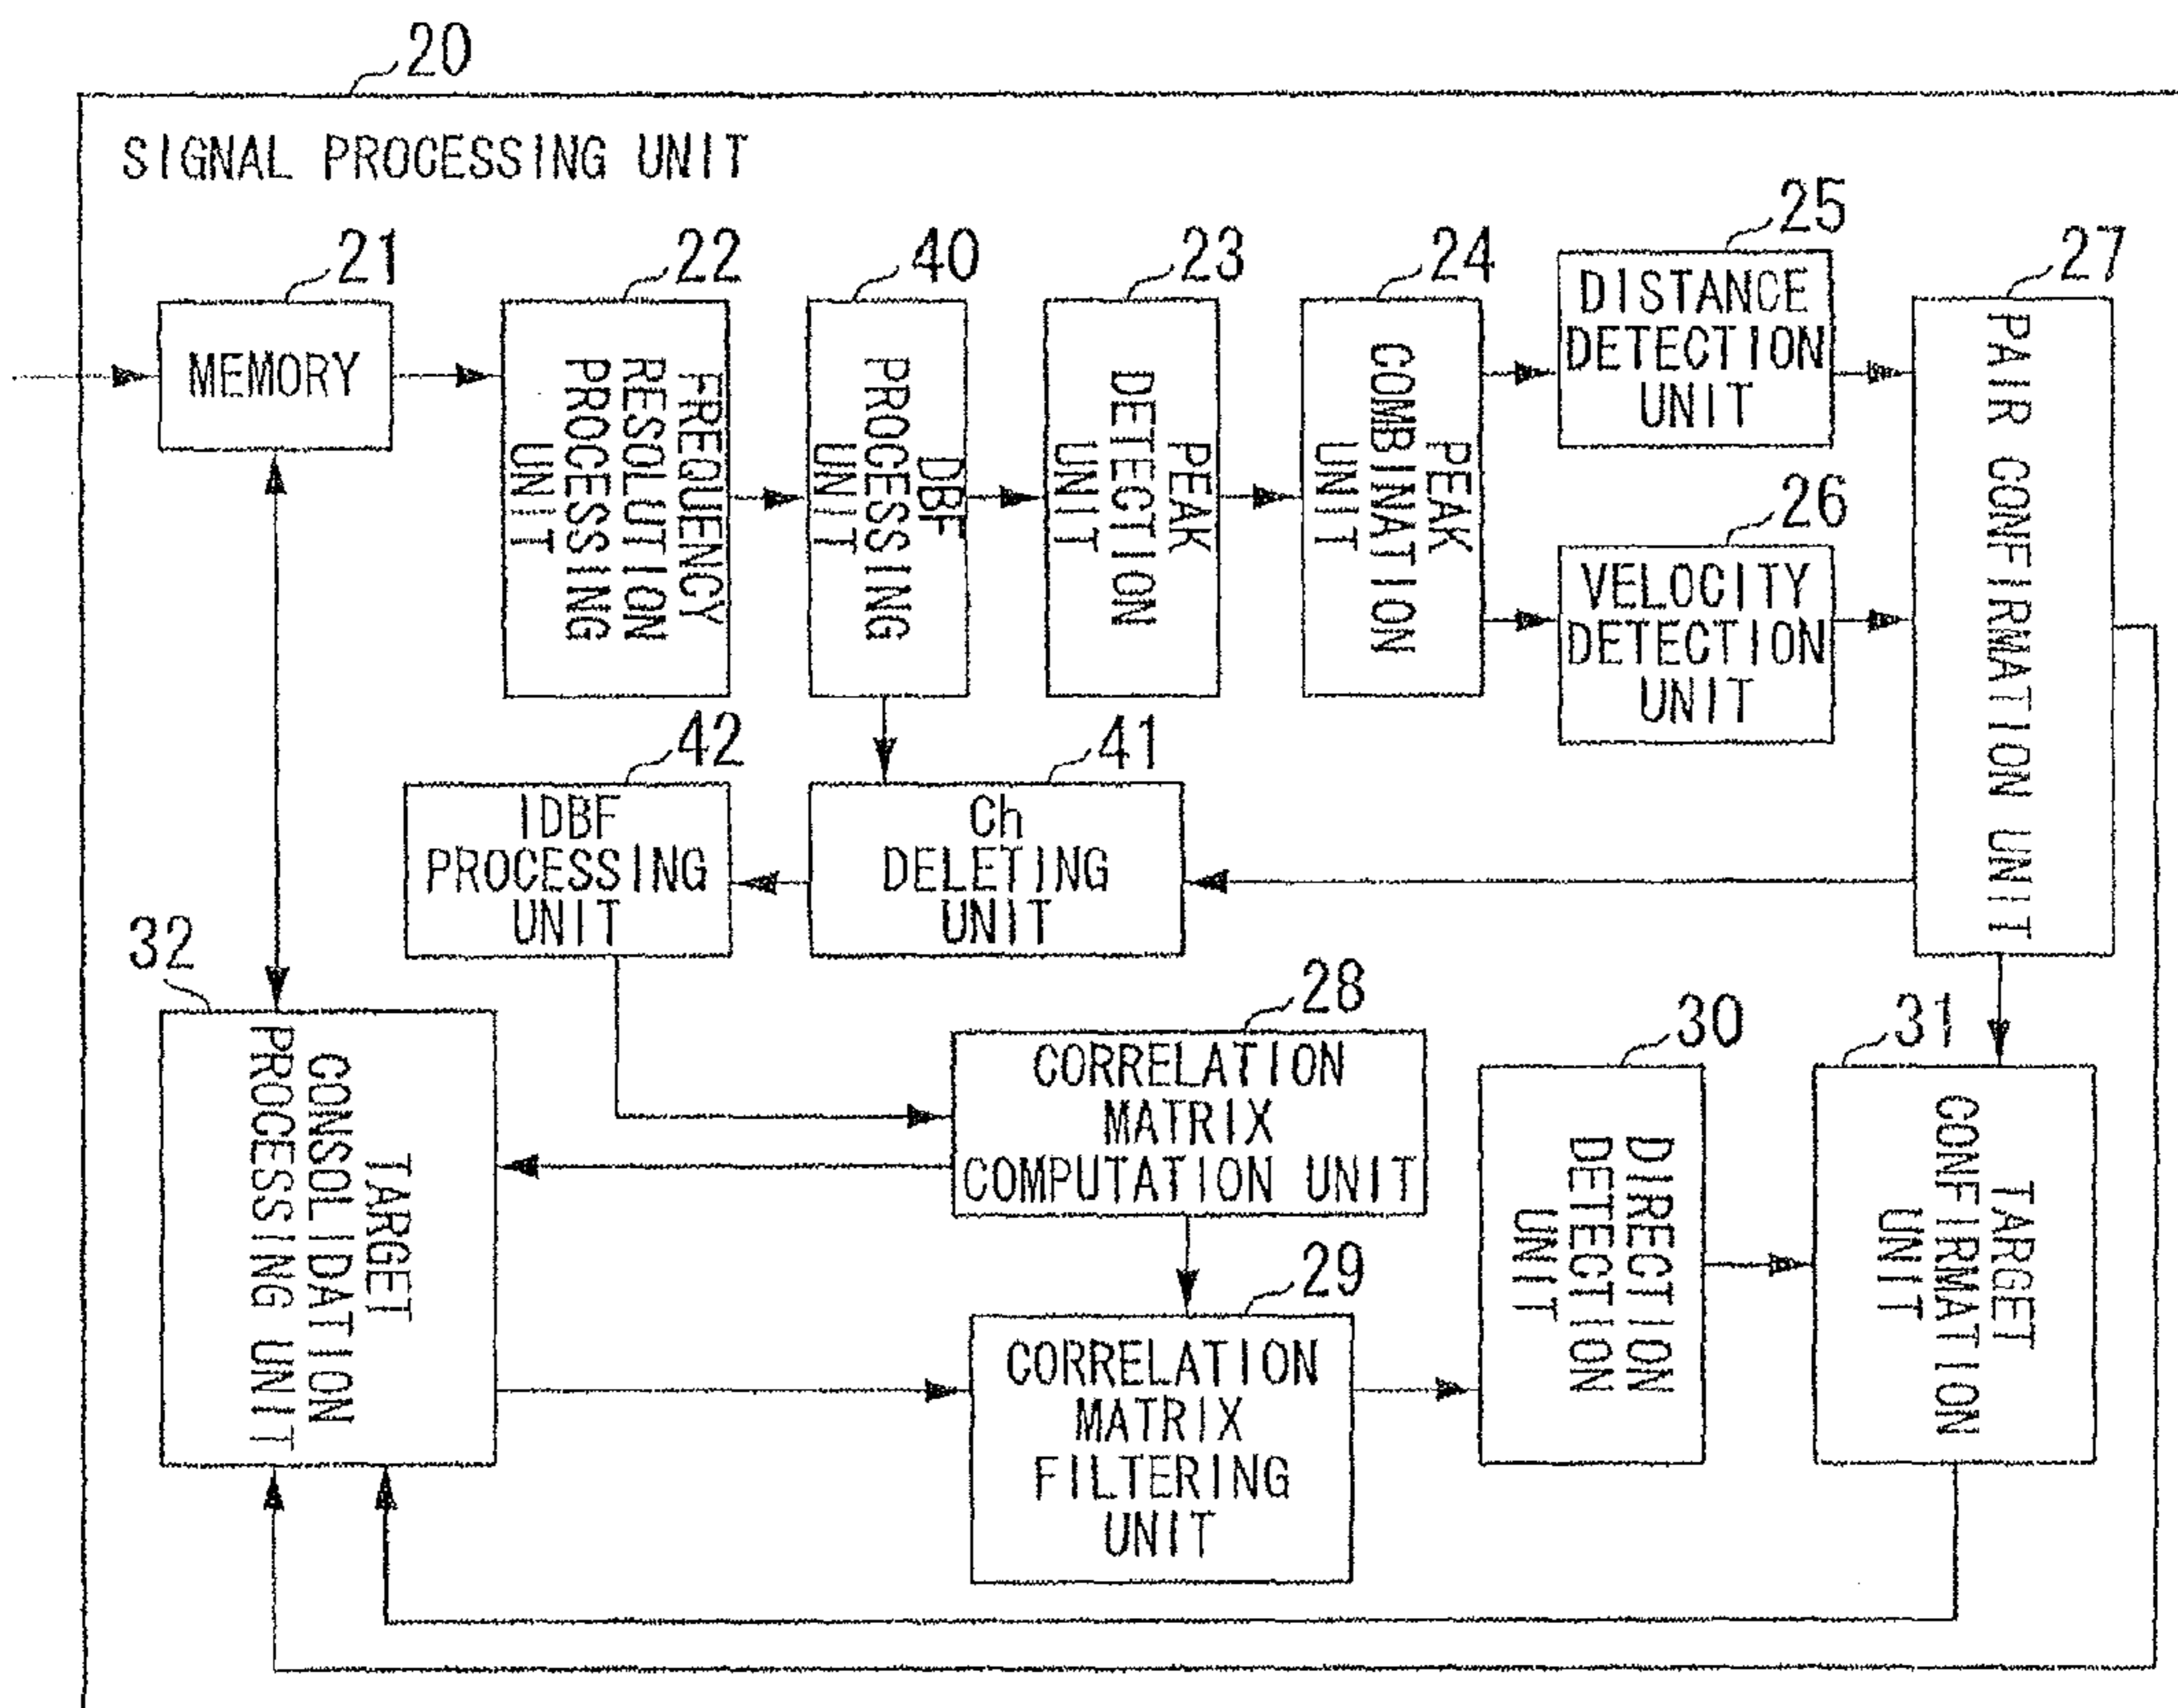 20
SIGNAL PROCESSING UNIT
21
MEMORY
22
FREQUENCY
RESOLUTION
PROCESSING
UNIT
40
DBF
PROCESSING
UNIT
23
PEAK
DETECTION
UNIT
24
PEAK
COMBINATION
UNIT
25
DISTANCE
DETECTION
UNIT
26
VELOCITY
DETECTION
UNIT
27
PAIR CONFIRMATION UNIT
42
IDBF
PROCESSING
UNIT
41
Ch
DELETING
UNIT
32
TARGET
CONSOLIDATION
PROCESSING UNIT
28
CORRELATION
MATRIX
COMPUTATION UNIT
29
CORRELATION
MATRIX
FILTERING
UNIT
30
DIRECTION
DETECTION
UNIT
31
TARGET
CONFIRMATION
UNIT